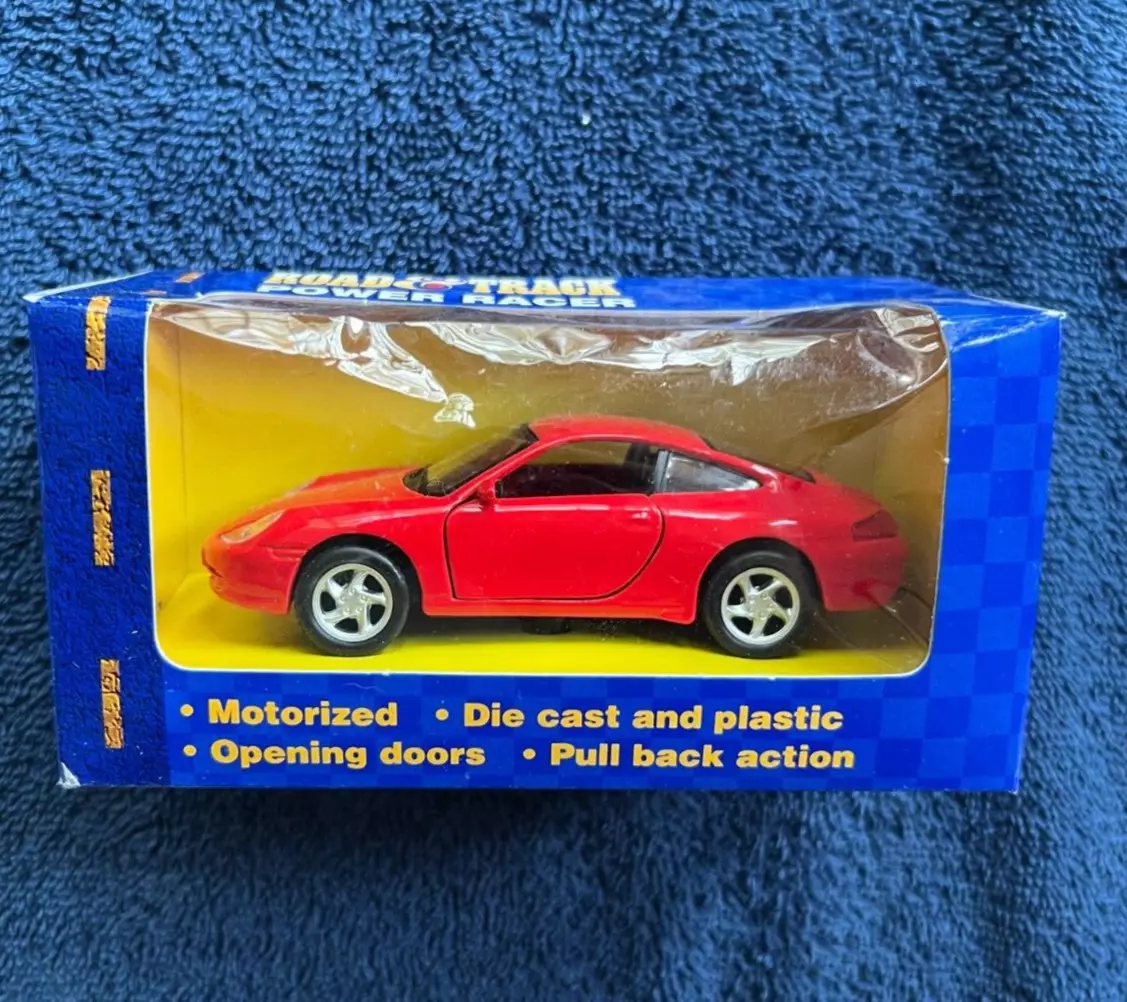 ROAD & TRACK
POWER RACER
• Motorized • Die cast and plastic
• Opening doors • Pull back action